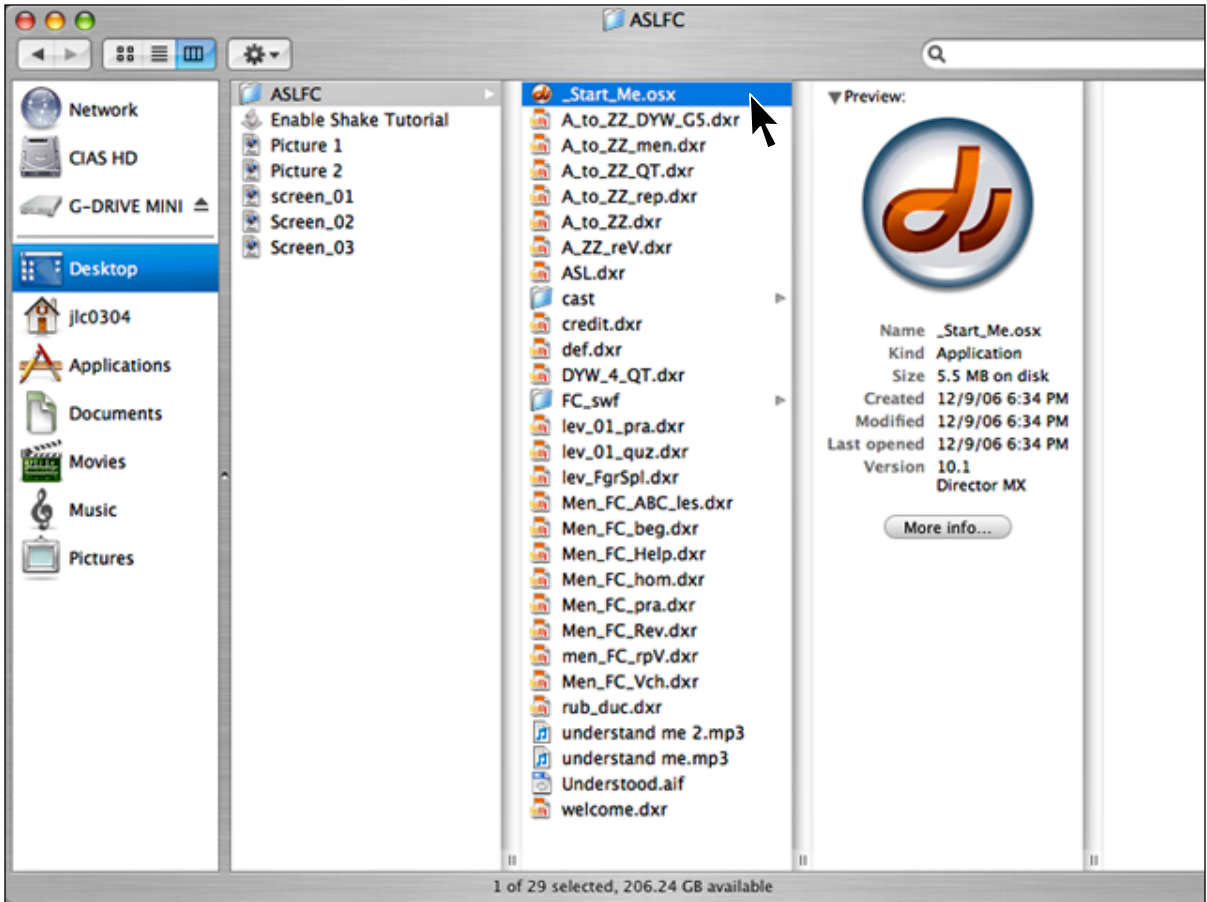 ASLFC
Network
CIAS HD
G-DRIVE MINI
Desktop
jlc0304
Applications
Documents
Movies
Music
Pictures
ASLFC
Enable Shake Tutorial
Picture 1
Picture 2
screen_01
Screen_02
Screen_03
_Start_Me.osx
A_to_ZZ_DYW_G5.dxr
A_to_ZZ_men.dxr
A_to_ZZ_QT.dxr
A_to_ZZ_rep.dxr
A_to_ZZ.dxr
A_ZZ_reV.dxr
ASL.dxr
cast
credit.dxr
def.dxr
DYW_4_QT.dxr
FC_swf
lev_01_pra.dxr
lev_01_quz.dxr
lev_FgrSpl.dxr
Men_FC_ABC_les.dxr
Men_FC_beg.dxr
Men_FC_Help.dxr
Men_FC_hom.dxr
Men_FC_pra.dxr
Men_FC_Rev.dxr
men_FC_rpV.dxr
Men_FC_Vch.dxr
rub_duc.dxr
understand me 2.mp3
understand me.mp3
Understood.aif
welcome.dxr
Preview:
Name _Start_Me.osx
Kind Application
Size 5.5 MB on disk
Created 12/9/06 6:34 PM
Modified 12/9/06 6:34 PM
Last opened 12/9/06 6:34 PM
Version 10.1
Director MX
More info...
1 of 29 selected, 206.24 GB available